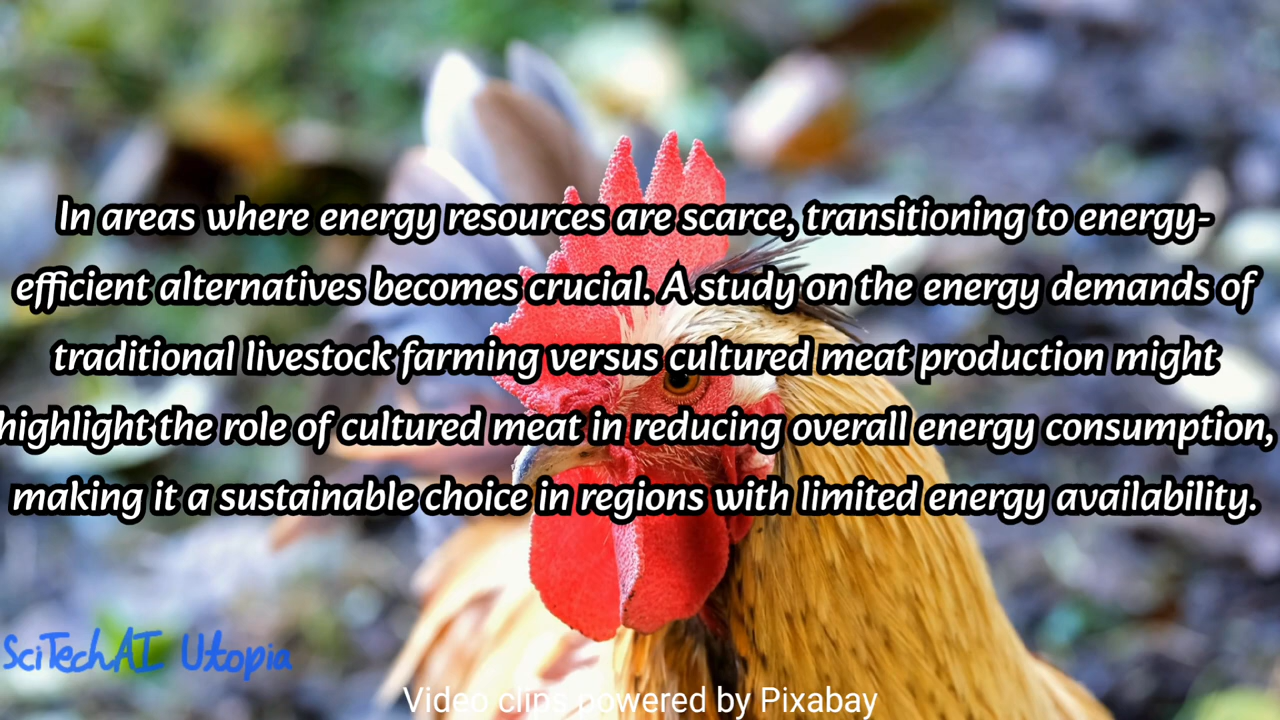 In areas where energy resources are scarce, transitioning to energy-
efficient alternatives becomes crucial. A study on the energy demands of
traditional livestock farming versus cultured meat production might
highlight the role of cultured meat in reducing overall energy consumption,
making it a sustainable choice in regions with limited energy availability.
SciTechAI Utopia
Video clips powered by Pixabay